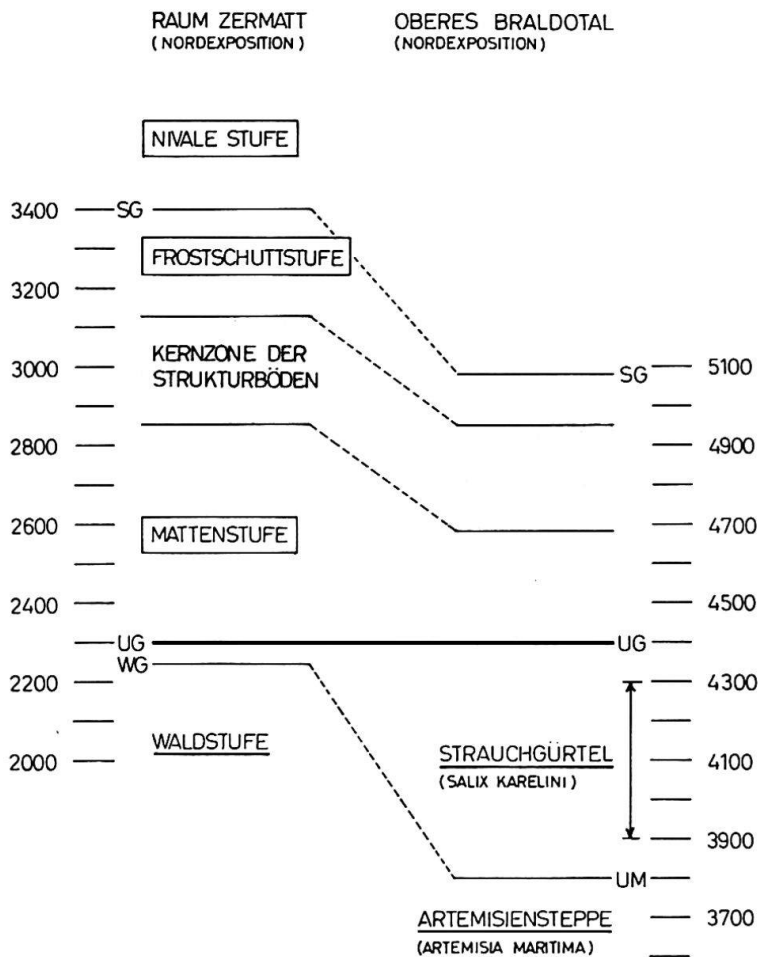 RAUM ZERMATT
(NORDEXPOSITION)
OBERES BRALDOTAL
(NORDEXPOSITION)
NIVALE STUFE
3400
SG
FROSTSCHUTTSTUFE
3200
KERNZONE DER
STRUKTURBÖDEN
3000
SG
5100
2800
4900
2600
MATTENSTUFE
4700
2400
4500
UG
UG
WG
2200
4300
WALDSTUFE
STRAUCHGÜRTEL
(SALIX KARELINI)
2000
4100
3900
UM
ARTEMISIENSTEPPE
(ARTEMISIA MARITIMA)
3700